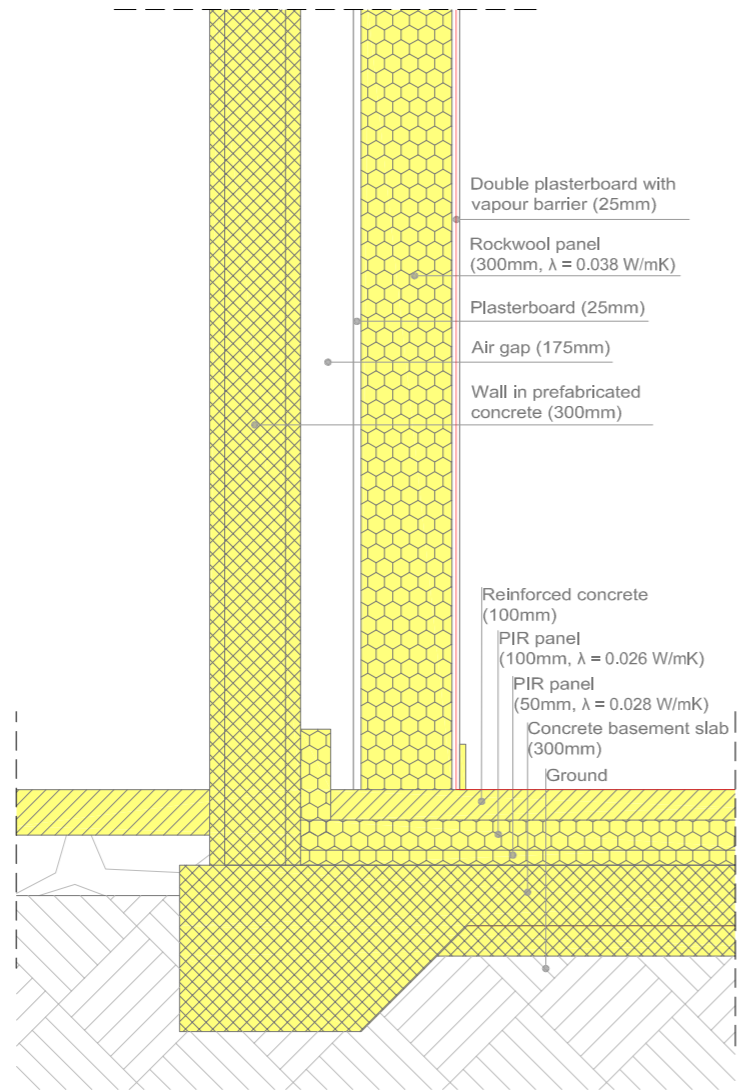 Double plasterboard with
vapour barrier (25mm)
Rockwool panel
(300mm, λ = 0.038 W/mK)
Plasterboard (25mm)
Air gap (175mm)
Wall in prefabricated
concrete (300mm)
Reinforced concrete
(100mm)
PIR panel
(100mm, λ = 0.026 W/mK)
PIR panel
(50mm, λ = 0.028 W/mK)
Concrete basement slab
(300mm)
Ground